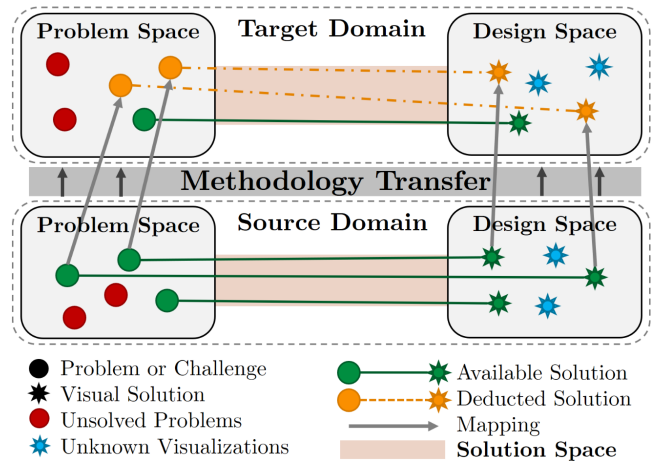 Target Domain
Problem Space
Design Space
Methodology Transfer
Problem Space
Source Domain
Design Space
Problem or Challenge
Visual Solution
Unsolved Problems
Unknown Visualizations
Available Solution
Deducted Solution
Mapping
Solution Space